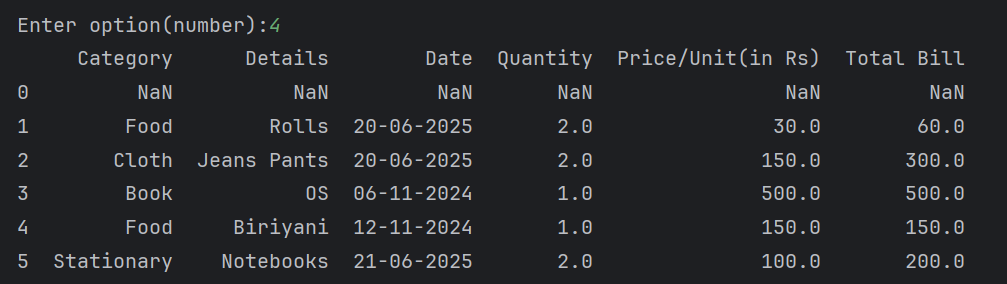 Enter option(number):4
Category Details Date Quantity Price/Unit(in Rs) Total Bill
0 NaN NaN NaN NaN NaN NaN
1 Food Rolls 20-06-2025 2.0 30.0 60.0
2 Cloth Jeans Pants 20-06-2025 2.0 150.0 300.0
3 Book OS 06-11-2024 1.0 500.0 500.0
4 Food Biriyani 12-11-2024 1.0 150.0 150.0
5 Stationary Notebooks 21-06-2025 2.0 100.0 200.0